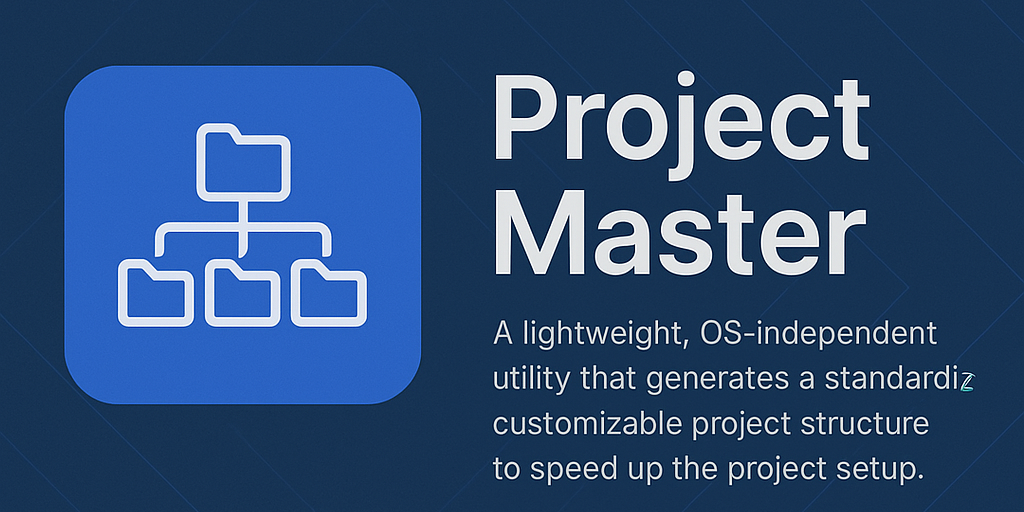 Project
Master
A lightweight, OS-independent
utility that generates a standardiz
customizable project structure
to speed up the project setup.